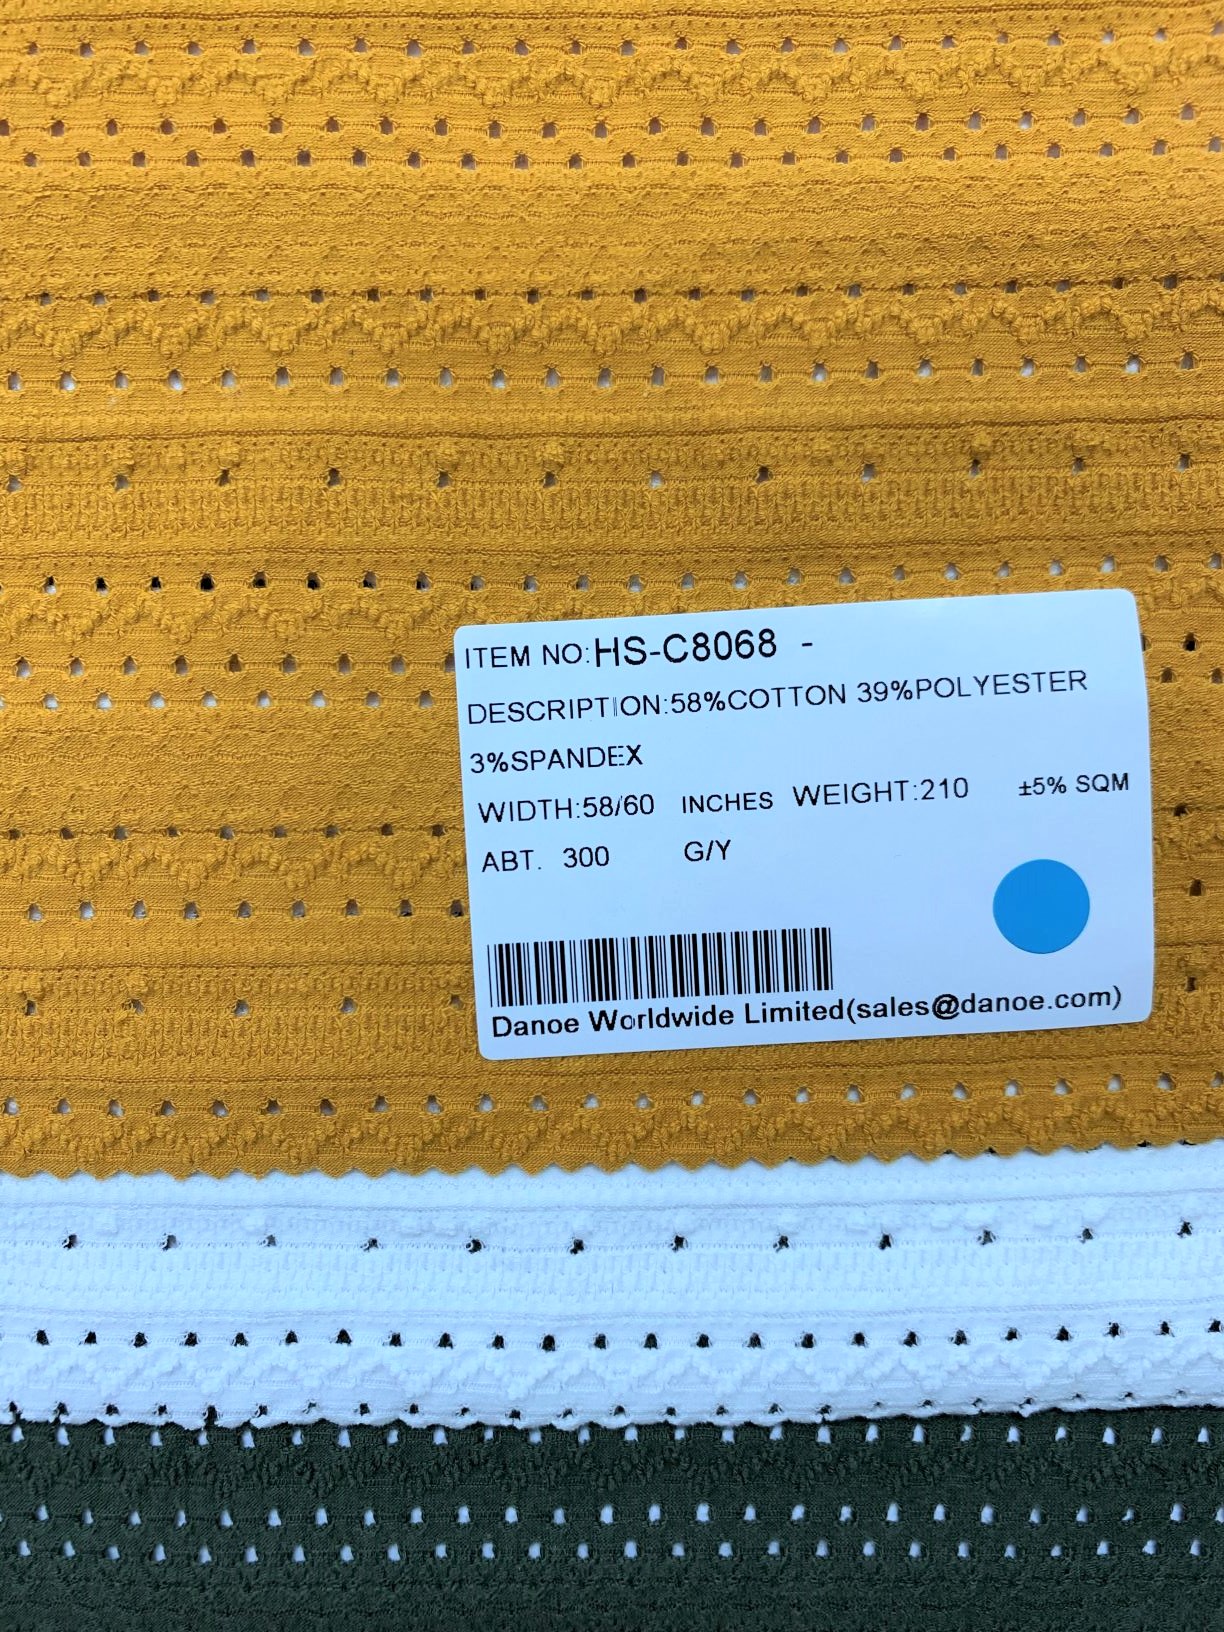 ITEM NO:HS-C8068 -
DESCRIPTION:58%COTTON 39%POLYESTER
3%SPANDEX
WIDTH:58/60 INCHES WEIGHT:210 ±5% SQM
ABT. 300 G/Y
Danoe Worldwide Limited(sales@danoe.com)